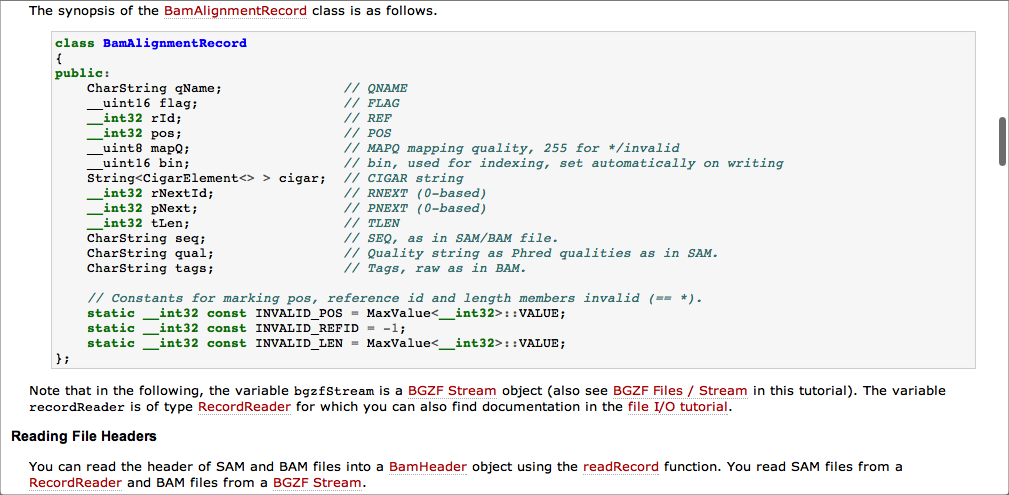 The synopsis of the BamAlignmentRecord class is as follows.
class BamAlignmentRecord
{
public:
    CharString qName;               // QNAME
    __uint16 flag;                  // FLAG
    __int32 rId;                    // REF
    __int32 pos;                    // POS
    __uint8 mapQ;                   // MAPQ mapping quality, 255 for */invalid
    __uint16 bin;                   // bin, used for indexing, set automatically on writing
    String<CigarElement<> > cigar;  // CIGAR string
    __int32 rNextId;                // RNEXT (0-based)
    __int32 pNext;                  // PNEXT (0-based)
    __int32 tLen;                   // TLEN
    CharString seq;                 // SEQ, as in SAM/BAM file.
    CharString qual;                // Quality string as Phred qualities as in SAM.
    CharString tags;                // Tags, raw as in BAM.
    // Constants for marking pos, reference id and length members invalid (== *).
    static __int32 const INVALID_POS = MaxValue<__int32>::VALUE;
    static __int32 const INVALID_REFID = -1;
    static __int32 const INVALID_LEN = MaxValue<__int32>::VALUE;
};
Note that in the following, the variable bgzfStream is a BGZF Stream object (also see BGZF Files / Stream in this tutorial). The variable
recordReader is of type RecordReader for which you can also find documentation in the file I/O tutorial.
Reading File Headers
You can read the header of SAM and BAM files into a BamHeader object using the readRecord function. You read SAM files from a
RecordReader and BAM files from a BGZF Stream.